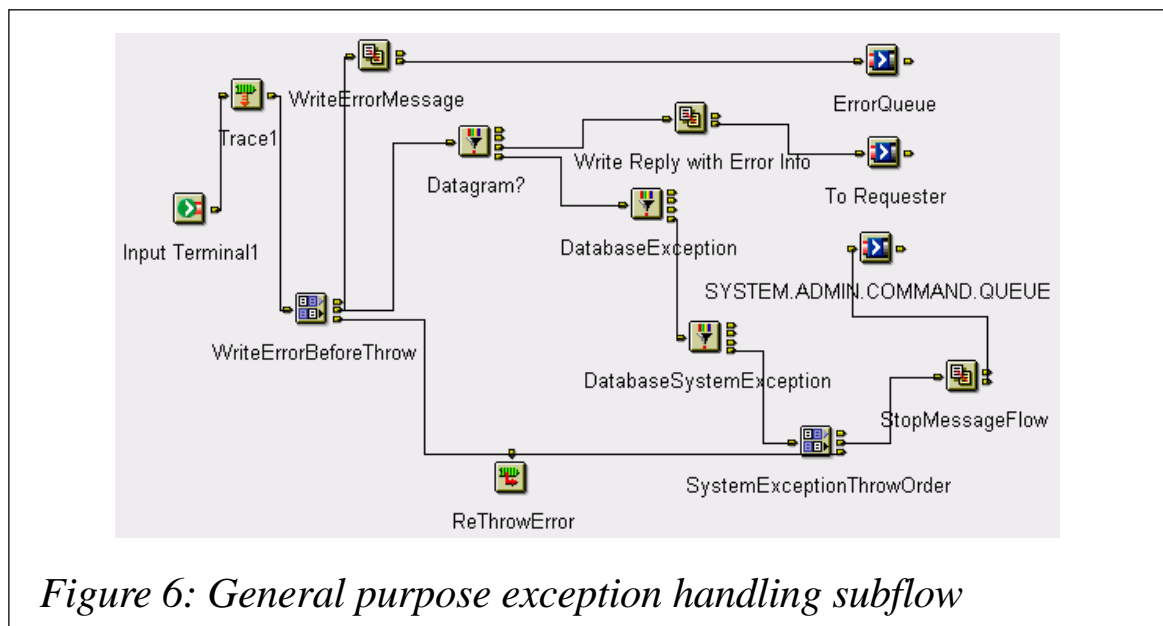 WriteErrorMessage
ErrorQueue
Trace1
Write Reply with Error Info
Datagram?
To Requester
Input Terminal1
DatabaseException
SYSTEM.ADMIN.COMMAND.QUEUE
WriteErrorBeforeThrow
DatabaseSystemException
StopMessageFlow
SystemExceptionThrowOrder
ReThrowError
Figure 6: General purpose exception handling subflow